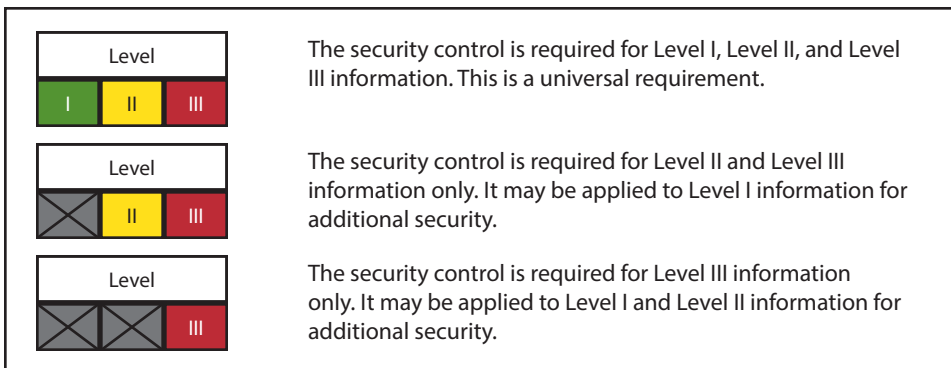 Level
I II III
The security control is required for Level I, Level II, and Level
III information. This is a universal requirement.
Level
II III
The security control is required for Level II and Level III
information only. It may be applied to Level I information for
additional security.
Level
III
The security control is required for Level III information
only. It may be applied to Level I and Level II information for
additional security.